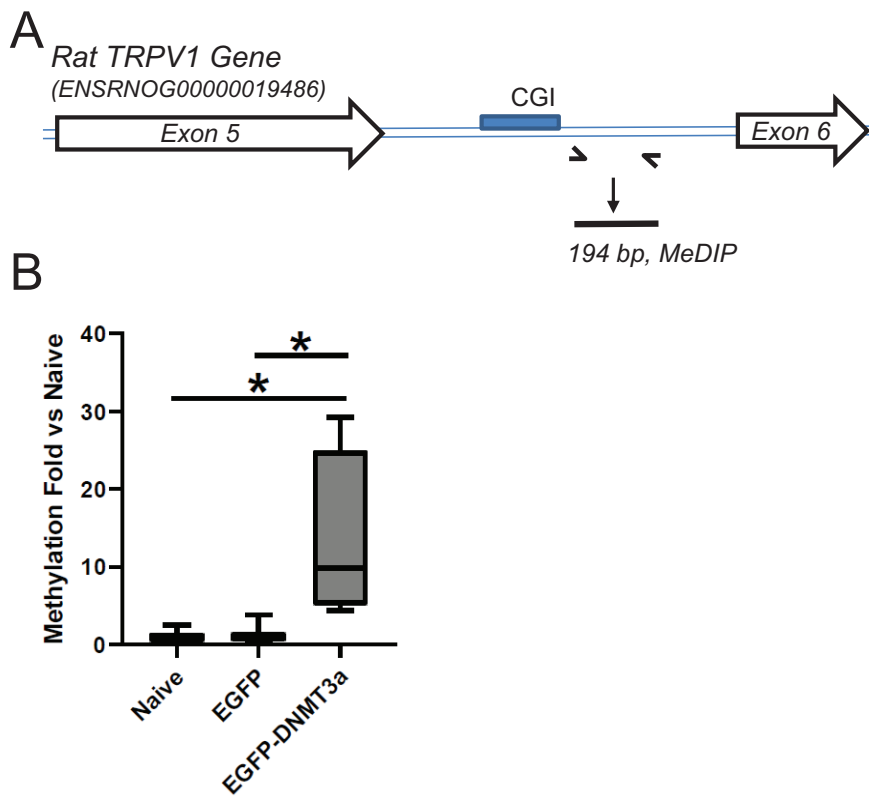 A
Rat TRPV1 Gene
(ENSRNOG00000019486)
CGI
Exon 5
Exon 6
194 bp, MeDIP
B
Methylation Fold vs Naive
40
30
20
10
0
*
*
Naive
EGFP
EGFP-DNMT3a